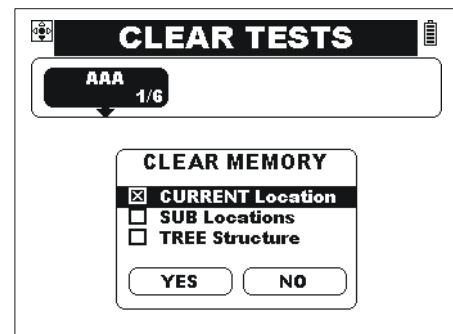 CLEAR TESTS
AAA
1/6
CLEAR MEMORY
CURRENT Location
SUB Locations
TREE Structure
YES NO